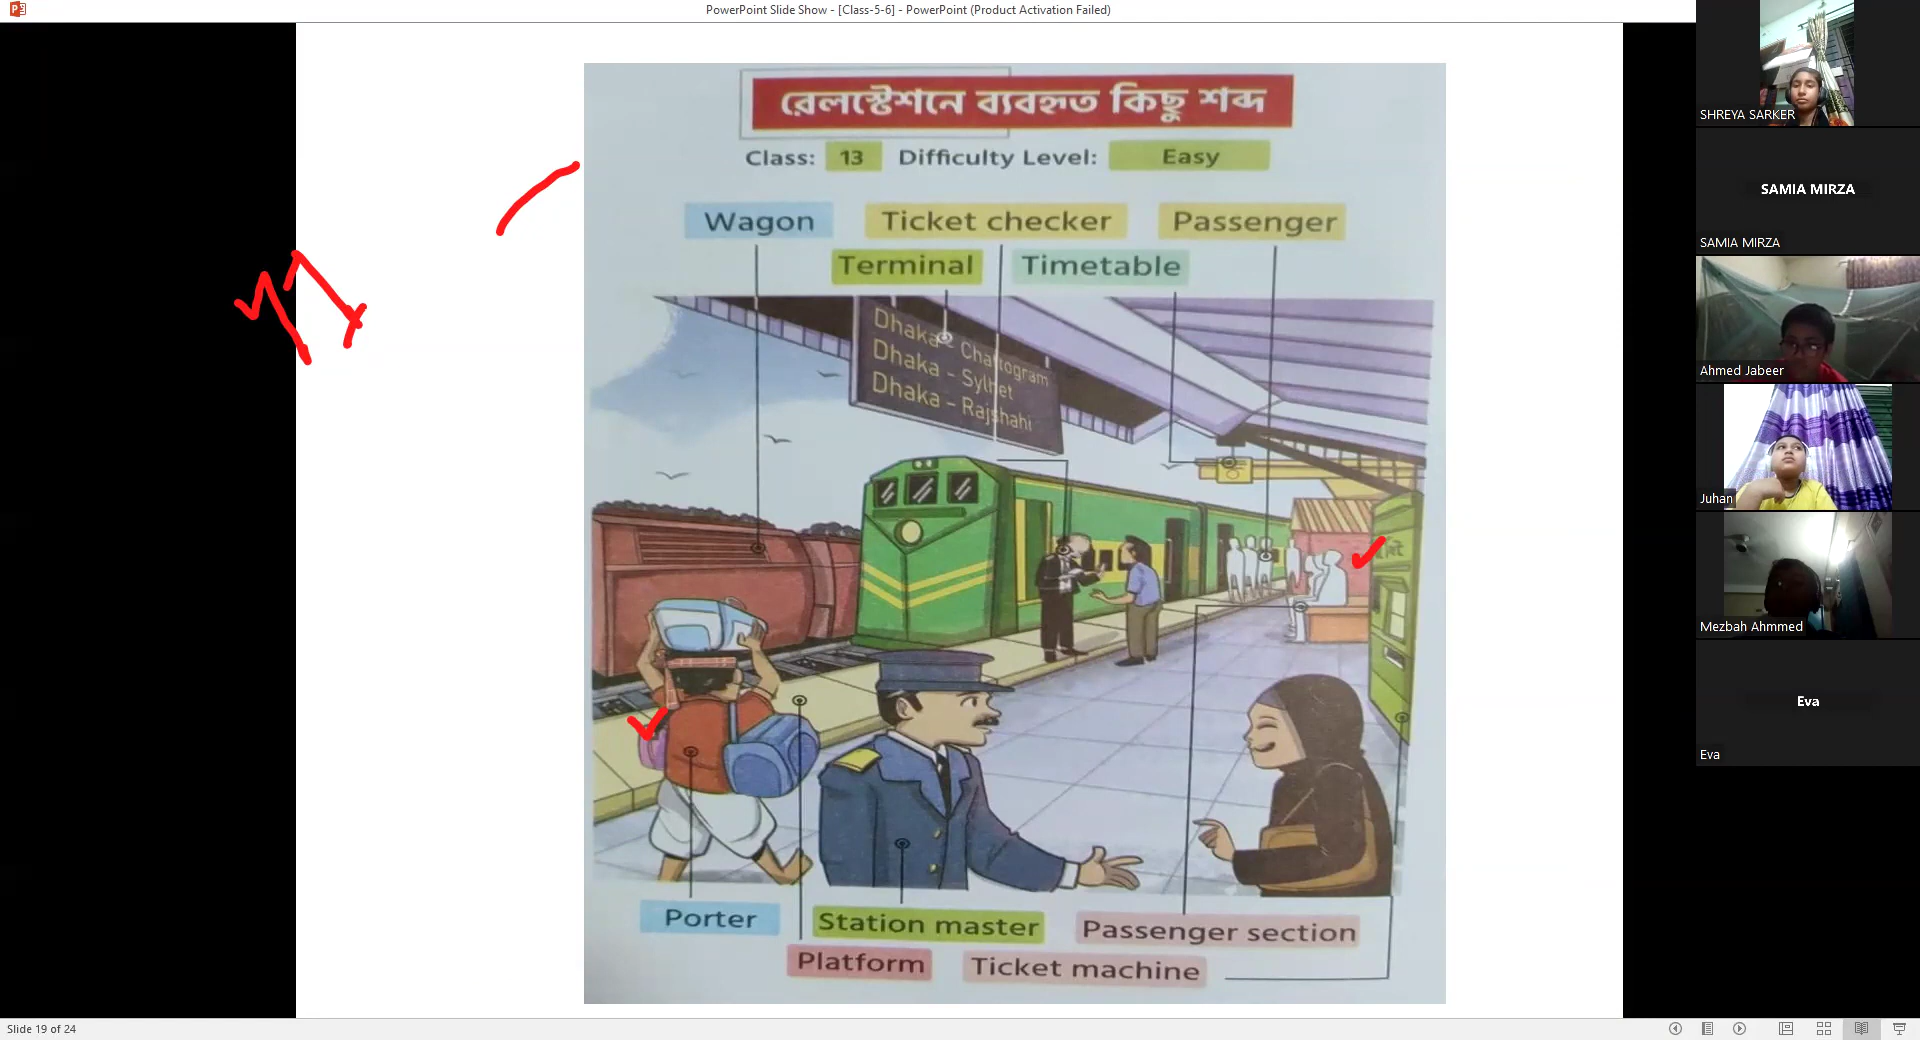 PowerPoint Slide Show - [Class-5-6] - PowerPoint (Product Activation Failed)
রেলস্টেশনে ব্যবহৃত কিছু শব্দ
Class: 13 Difficulty Level: Easy
Wagon Ticket checker Passenger
Terminal Timetable
Dhaka - Chattogram
Dhaka - Sylhet
Dhaka - Rajshahi
Porter Station master Passenger section
Platform Ticket machine
SHREYA SARKER
SAMIA MIRZA
SAMIA MIRZA
Ahmed Jabeer
Juhan
Mezbah Ahmmed
Eva
Eva
Slide 19 of 24